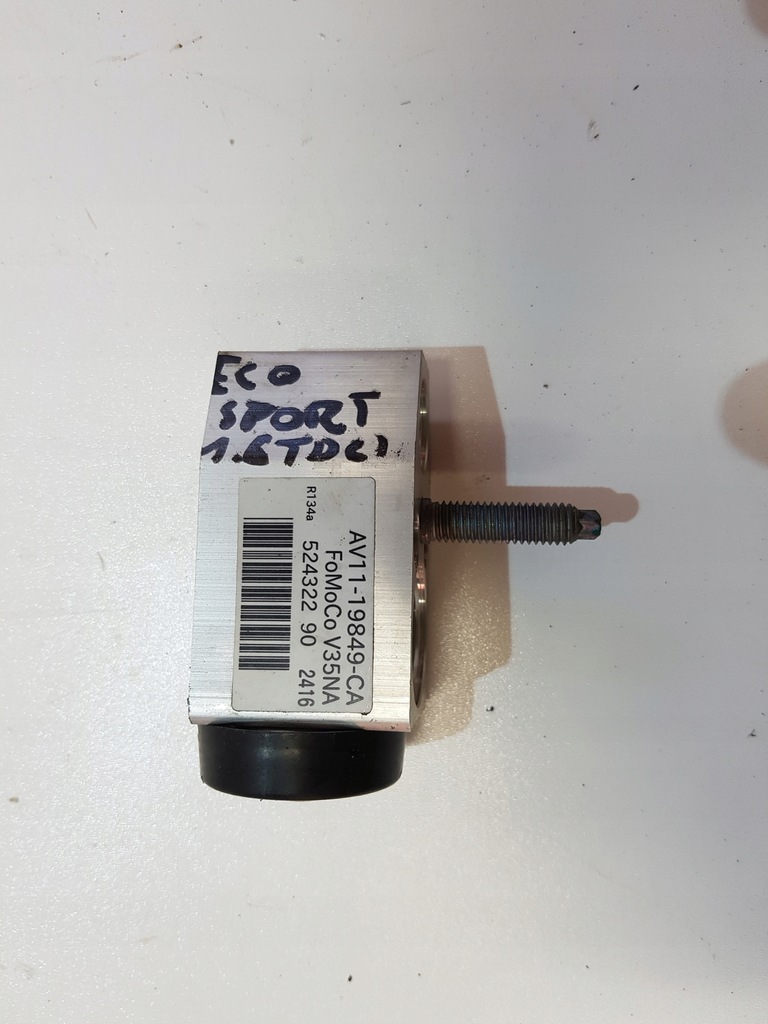 ECO
SPORT
1.6TDCI
R134a
AV11-19849-CA
FoMoCo V35NA
524322 90 2416